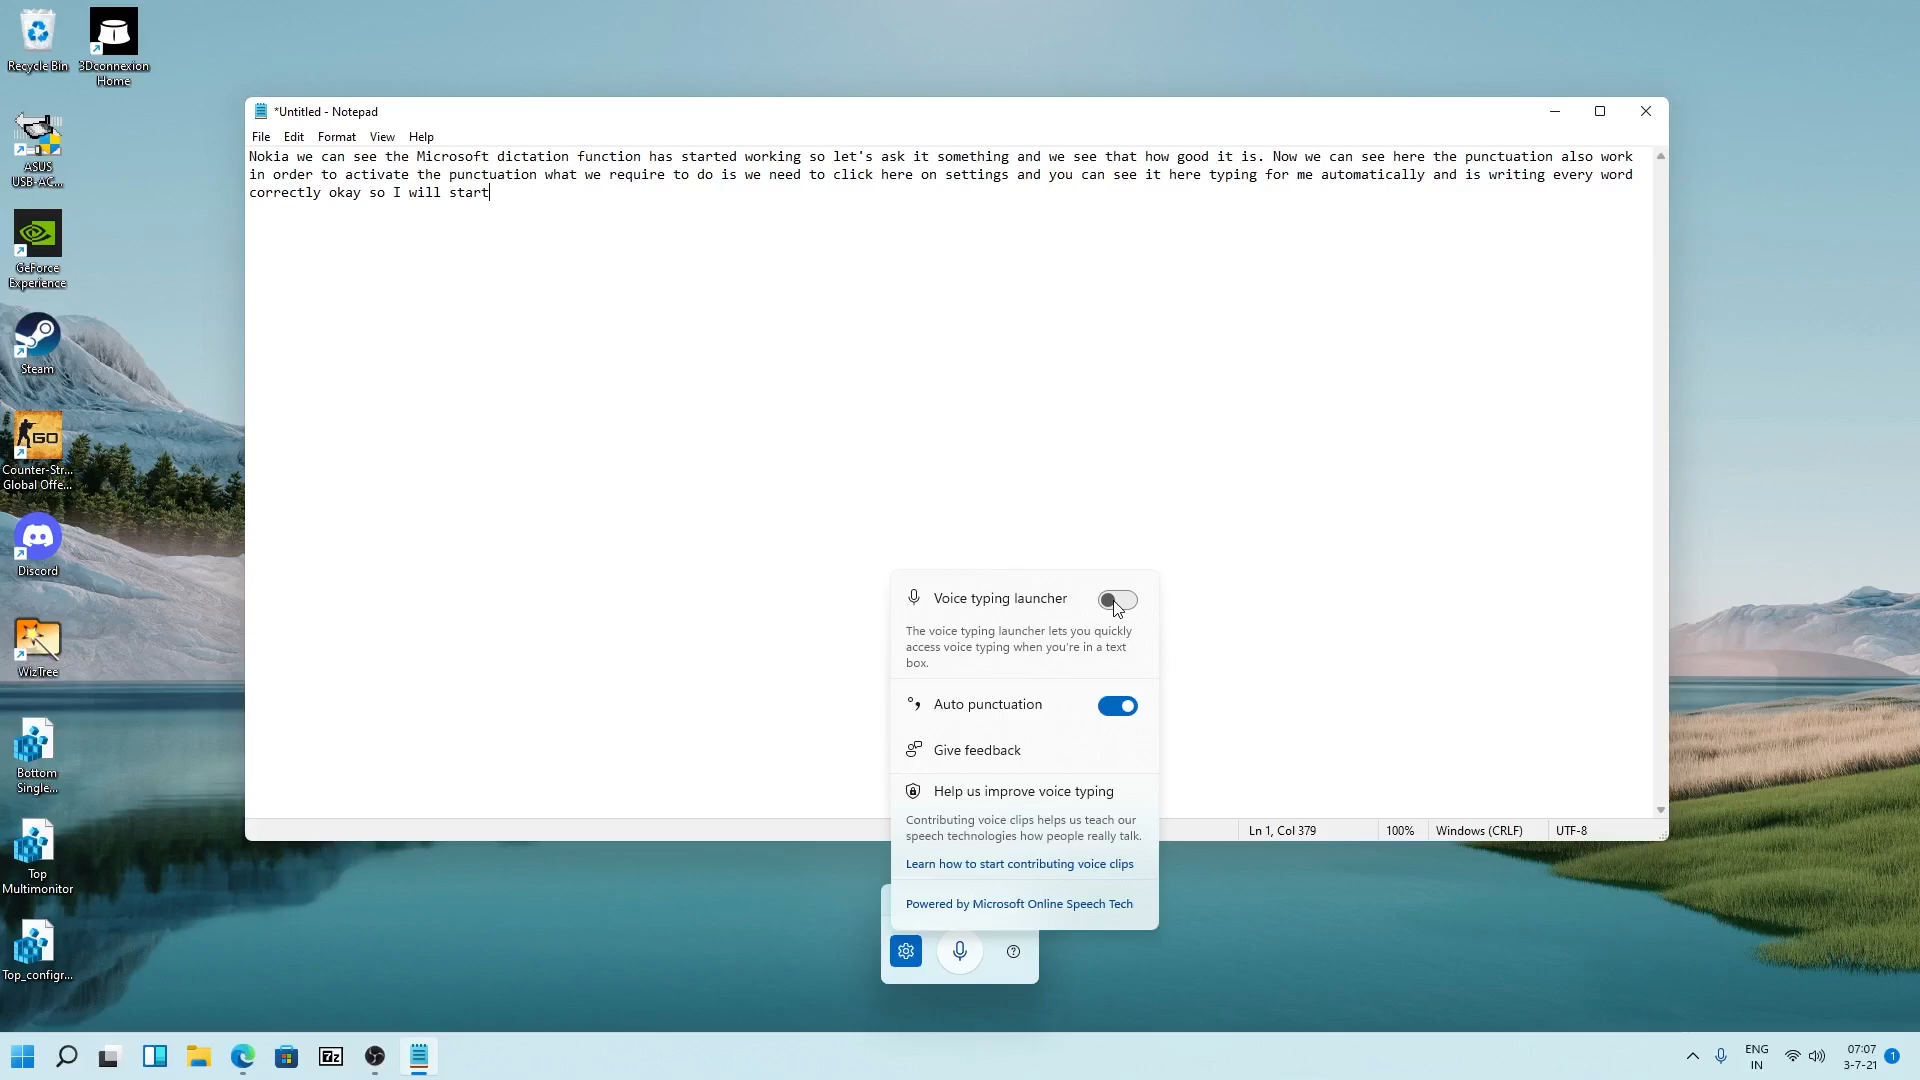 Recycle Bin
3Dconnexion
Home
ASUS
USB-AC...
GeForce
Experience
Steam
GO
Counter-Str...
Global Offe...
Discord
WizTree
Bottom
Single...
Top
Multimonitor
Top_configr...
*Untitled - Notepad
File Edit Format View Help
Nokia we can see the Microsoft dictation function has started working so let's ask it something and we see that how good it is. Now we can see here the punctuation also work
in order to activate the punctuation what we require to do is we need to click here on settings and you can see it here typing for me automatically and is writing every word
correctly okay so I will start
Voice typing launcher
The voice typing launcher lets you quickly
access voice typing when you're in a text
box.
Auto punctuation
Give feedback
Help us improve voice typing
Contributing voice clips helps us teach our
speech technologies how people really talk.
Learn how to start contributing voice clips
Powered by Microsoft Online Speech Tech
Ln 1, Col 379 100% Windows (CRLF) UTF-8
7z
ENG
IN
07:07
3-7-21
1